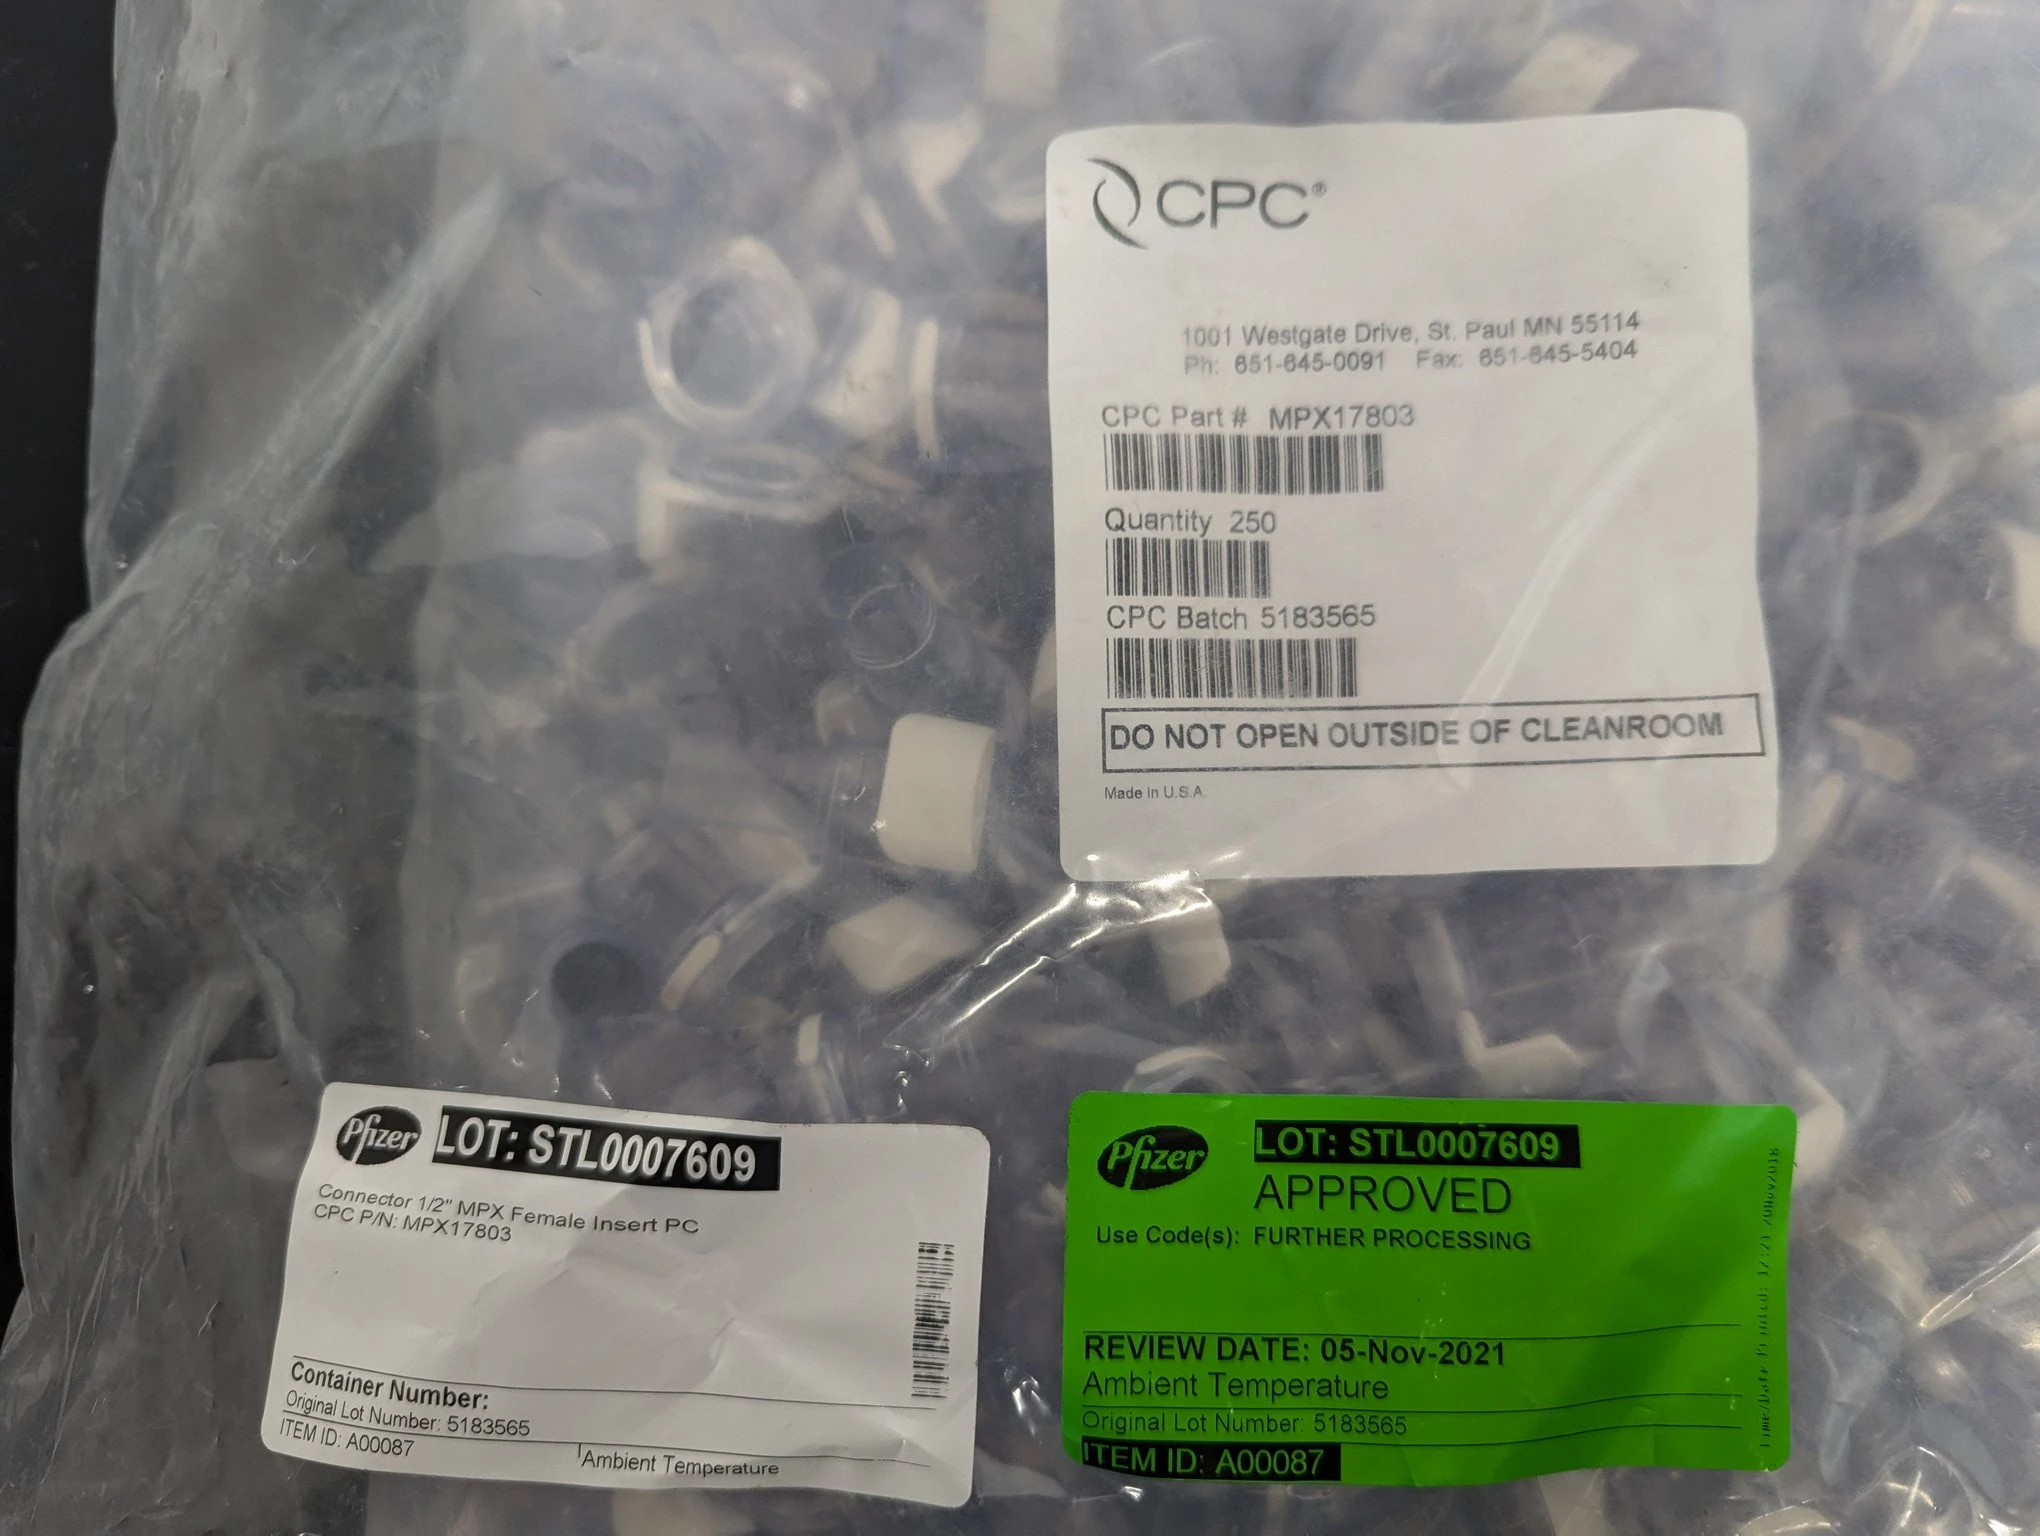 CPC®
1001 Westgate Drive, St. Paul MN 55114
Ph: 651-645-0091 Fax: 651-645-5404
CPC Part # MPX17803
Quantity 250
CPC Batch 5183565
DO NOT OPEN OUTSIDE OF CLEANROOM
Made in U.S.A.
Pfizer LOT: STL0007609
Connector 1/2" MPX Female Insert PC
CPC P/N: MPX17803
Container Number:
Original Lot Number: 5183565
ITEM ID: A00087
Ambient Temperature
Pfizer LOT: STL0007609
APPROVED
Use Code(s): FURTHER PROCESSING
REVIEW DATE: 05-Nov-2021
Ambient Temperature
Original Lot Number: 5183565
ITEM ID: A00087
Time/Date Printed: